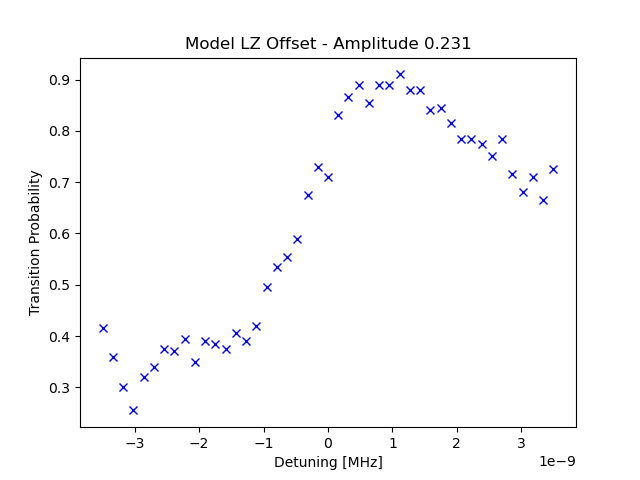 Model LZ Offset - Amplitude 0.231
Transition Probability
0.9
0.8
0.7
0.6
0.5
0.4
0.3
−3 −2 −1 0 1 2 3
1e−9
Detuning [MHz]